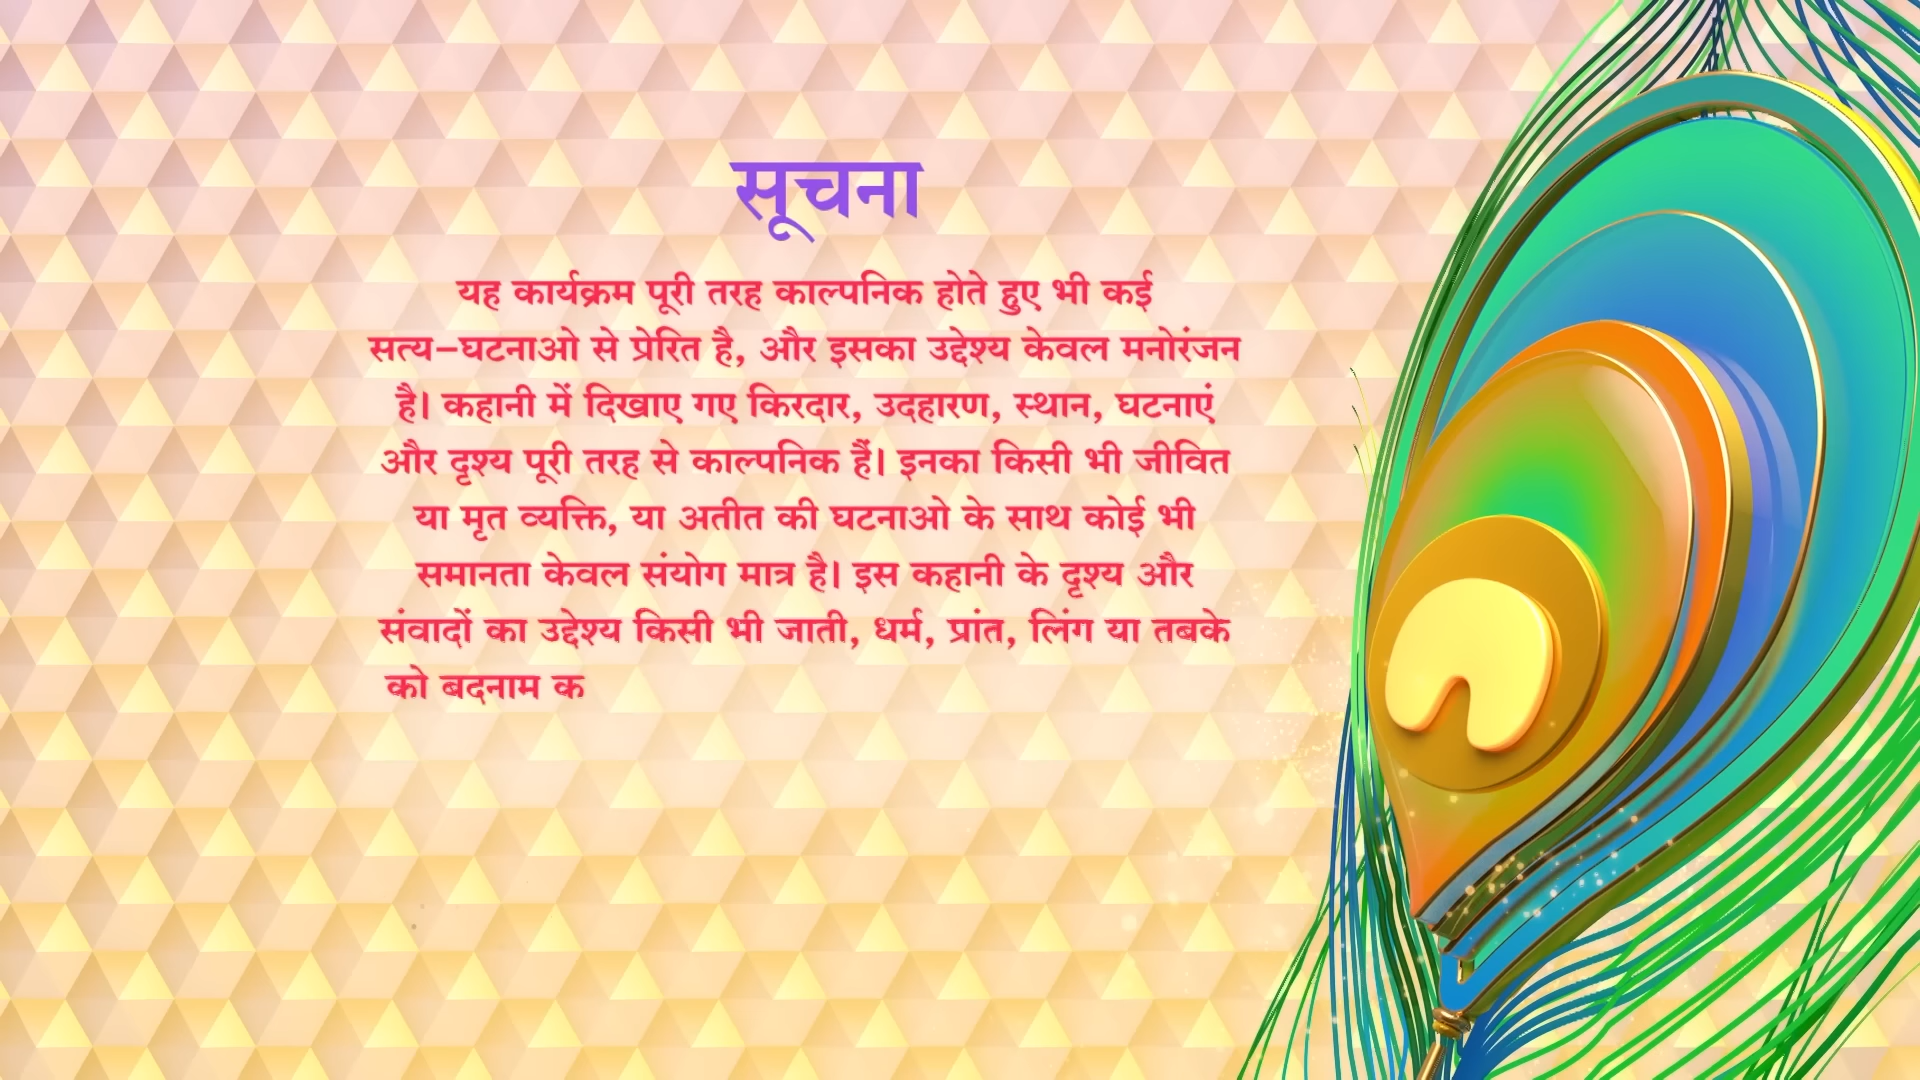 सूचना
यह कार्यक्रम पूरी तरह काल्पनिक होते हुए भी कई
सत्य-घटनाओ से प्रेरित है, और इसका उद्देश्य केवल मनोरंजन
है। कहानी में दिखाए गए किरदार, उदहारण, स्थान, घटनाएं
और दृश्य पूरी तरह से काल्पनिक हैं। इनका किसी भी जीवित
या मृत व्यक्ति, या अतीत की घटनाओ के साथ कोई भी
समानता केवल संयोग मात्र है। इस कहानी के दृश्य और
संवादों का उद्देश्य किसी भी जाती, धर्म, प्रांत, लिंग या तबके
को बदनाम क